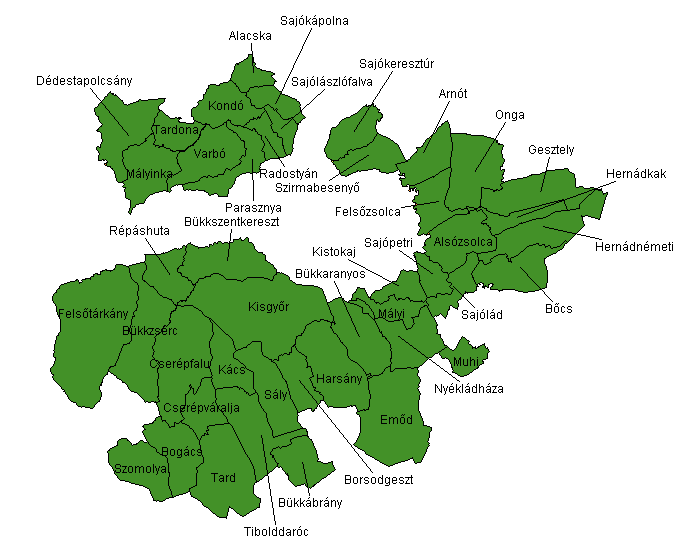 Sajókápolna
Alacska
Sajókeresztúr
Dédestapolcsány
Sajólászlófalva
Arnót
Kondó
Onga
Tardona
Gesztely
Varbó
Mályinka
Radostyán
Hernádkak
Szirmabesenyő
Parasznya
Felsőzsolca
Bükkszentkereszt
Répáshuta
Sajópetri
Alsózsolca
Hernádnémeti
Kistokaj
Bükkaranyos
Kisgyőr
Bőcs
Felsőtárkány
Mályi
Sajólád
Bükkzsérc
Cserépfalu
Muhi
Kács
Harsány
Nyékládháza
Sály
Cserépváralja
Emőd
Bogács
Szomolya
Tard
Borsodgeszt
Bükkábrány
Tibolddaróc